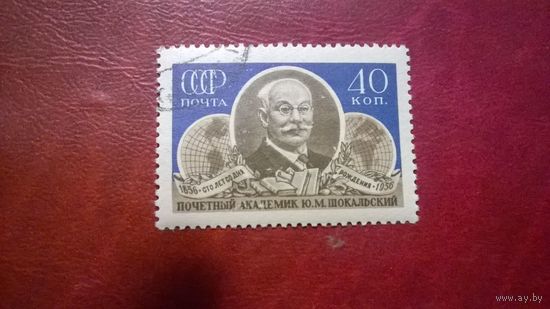 СССР
ПОЧТА
40
КОП.
1856 · СТО ЛЕТ СО ДНЯ
РОЖДЕНИЯ · 1956
ПОЧЕТНЫЙ АКАДЕМИК Ю.М.ШОКАЛЬСКИЙ
www.ay.by